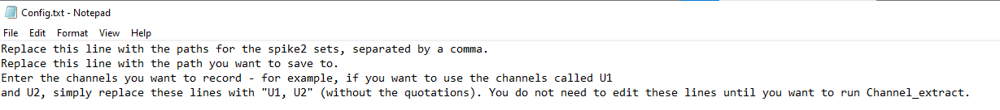 Config.txt - Notepad
File Edit Format View Help
Replace this line with the paths for the spike2 sets, separated by a comma.
Replace this line with the path you want to save to.
Enter the channels you want to record - for example, if you want to use the channels called U1
and U2, simply replace these lines with "U1, U2" (without the quotations). You do not need to edit these lines until you want to run Channel_extract.